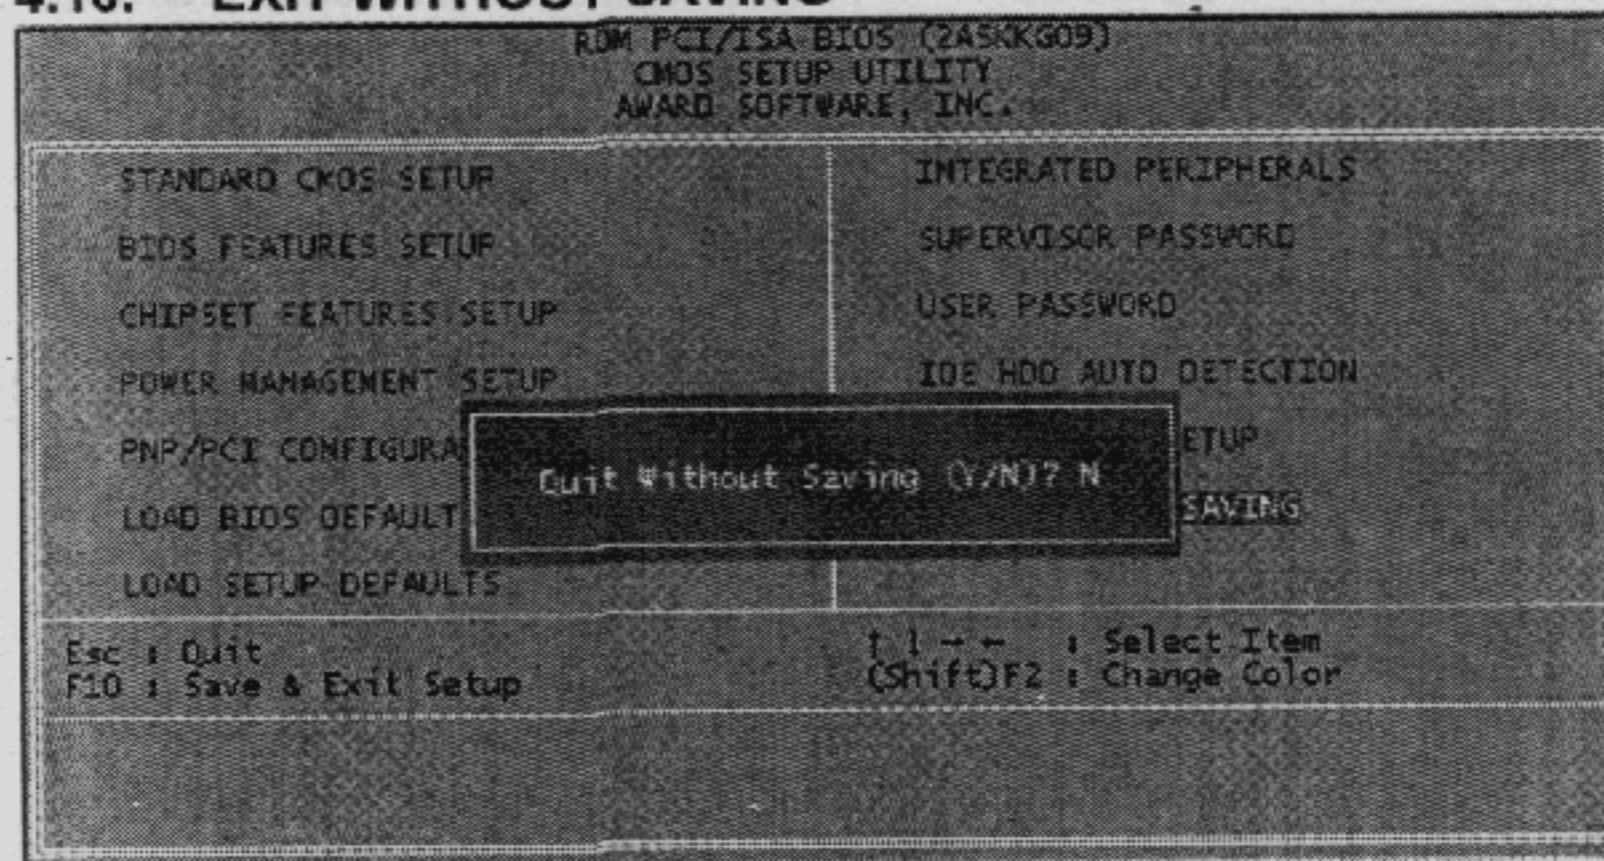 EXIT WITHOUT SAVING
ROM PCI/ISA BIOS (2A5KKG09)
CMOS SETUP UTILITY
AWARD SOFTWARE, INC.
STANDARD CMOS SETUP
BIOS FEATURES SETUP
CHIPSET FEATURES SETUP
POWER MANAGEMENT SETUP
PNP/PCI CONFIGURA
LOAD BIOS DEFAULT
LOAD SETUP DEFAULTS
INTEGRATED PERIPHERALS
SUPERVISOR PASSWORD
USER PASSWORD
IDE HDD AUTO DETECTION
ETUP
SAVING
Quit Without Saving (Y/N)? N
Esc : Quit
F10 : Save & Exit Setup
↑ ↓ → ← : Select Item
(Shift)F2 : Change Color